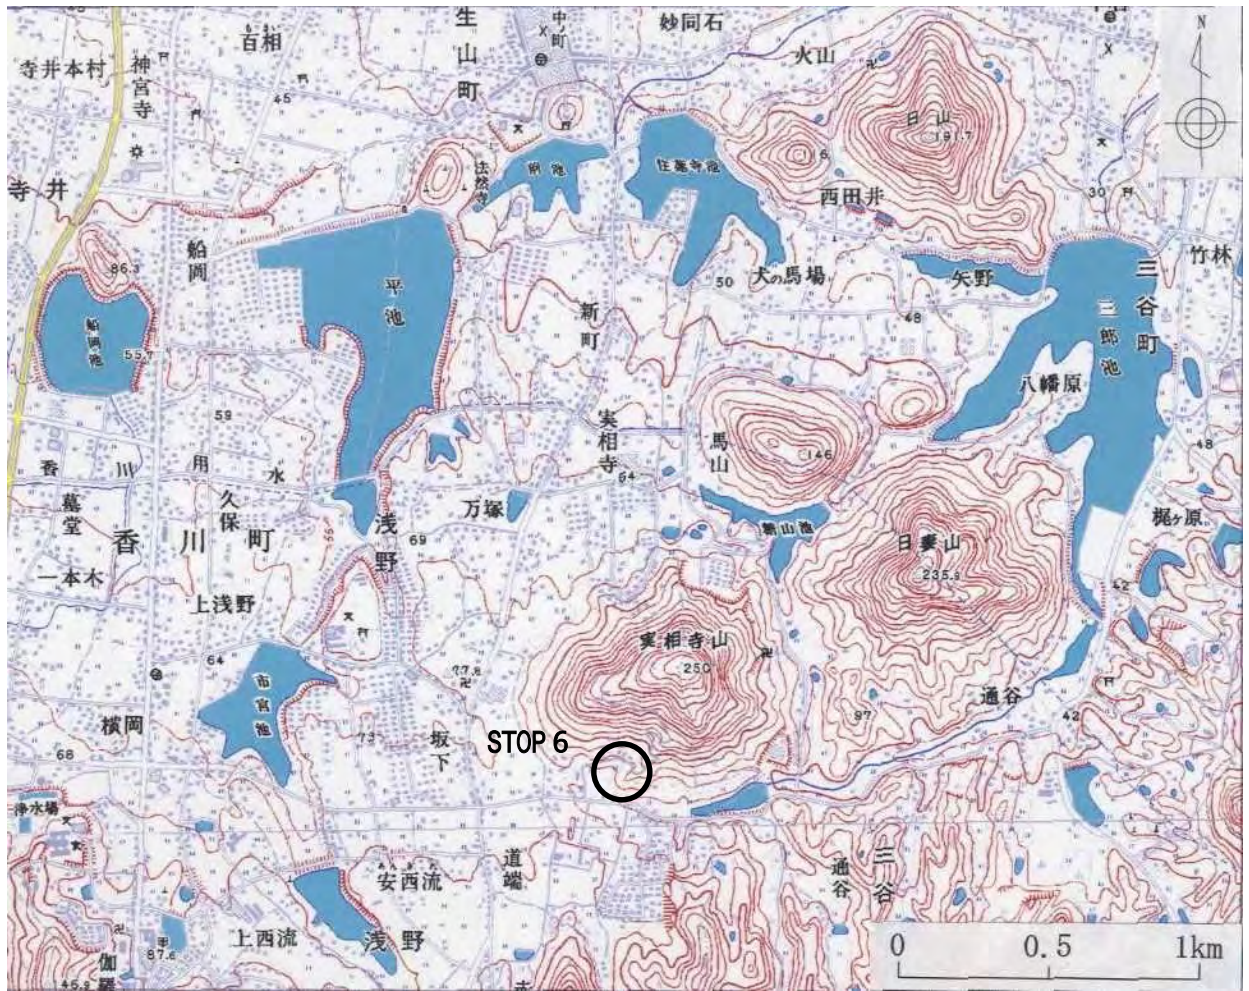 百相
生山町
中ノ町
妙同石
火山
N
寺井本村
神宮寺
45
日山
191.7
法然寺
住蓮寺池
西田井
30
寺井
船岡
86.3
竹林
平池
50
犬の馬場
矢野
三谷町
新町
三郎池
船岡池
55.7
48
八幡原
59
実相寺
馬山
146
48
香川用水
久保
墓堂
64
万塚
浅野
69
香川町
日妻山
235.9
梶ヶ原
一本木
上浅野
42
実相寺山
250
64
77.8
市宮池
通谷
97
42
横岡
73
坂下
STOP 6
68
浄水場
安西流
道端
通谷
三谷
上西流
浅野
87.6
0
0.5
1km